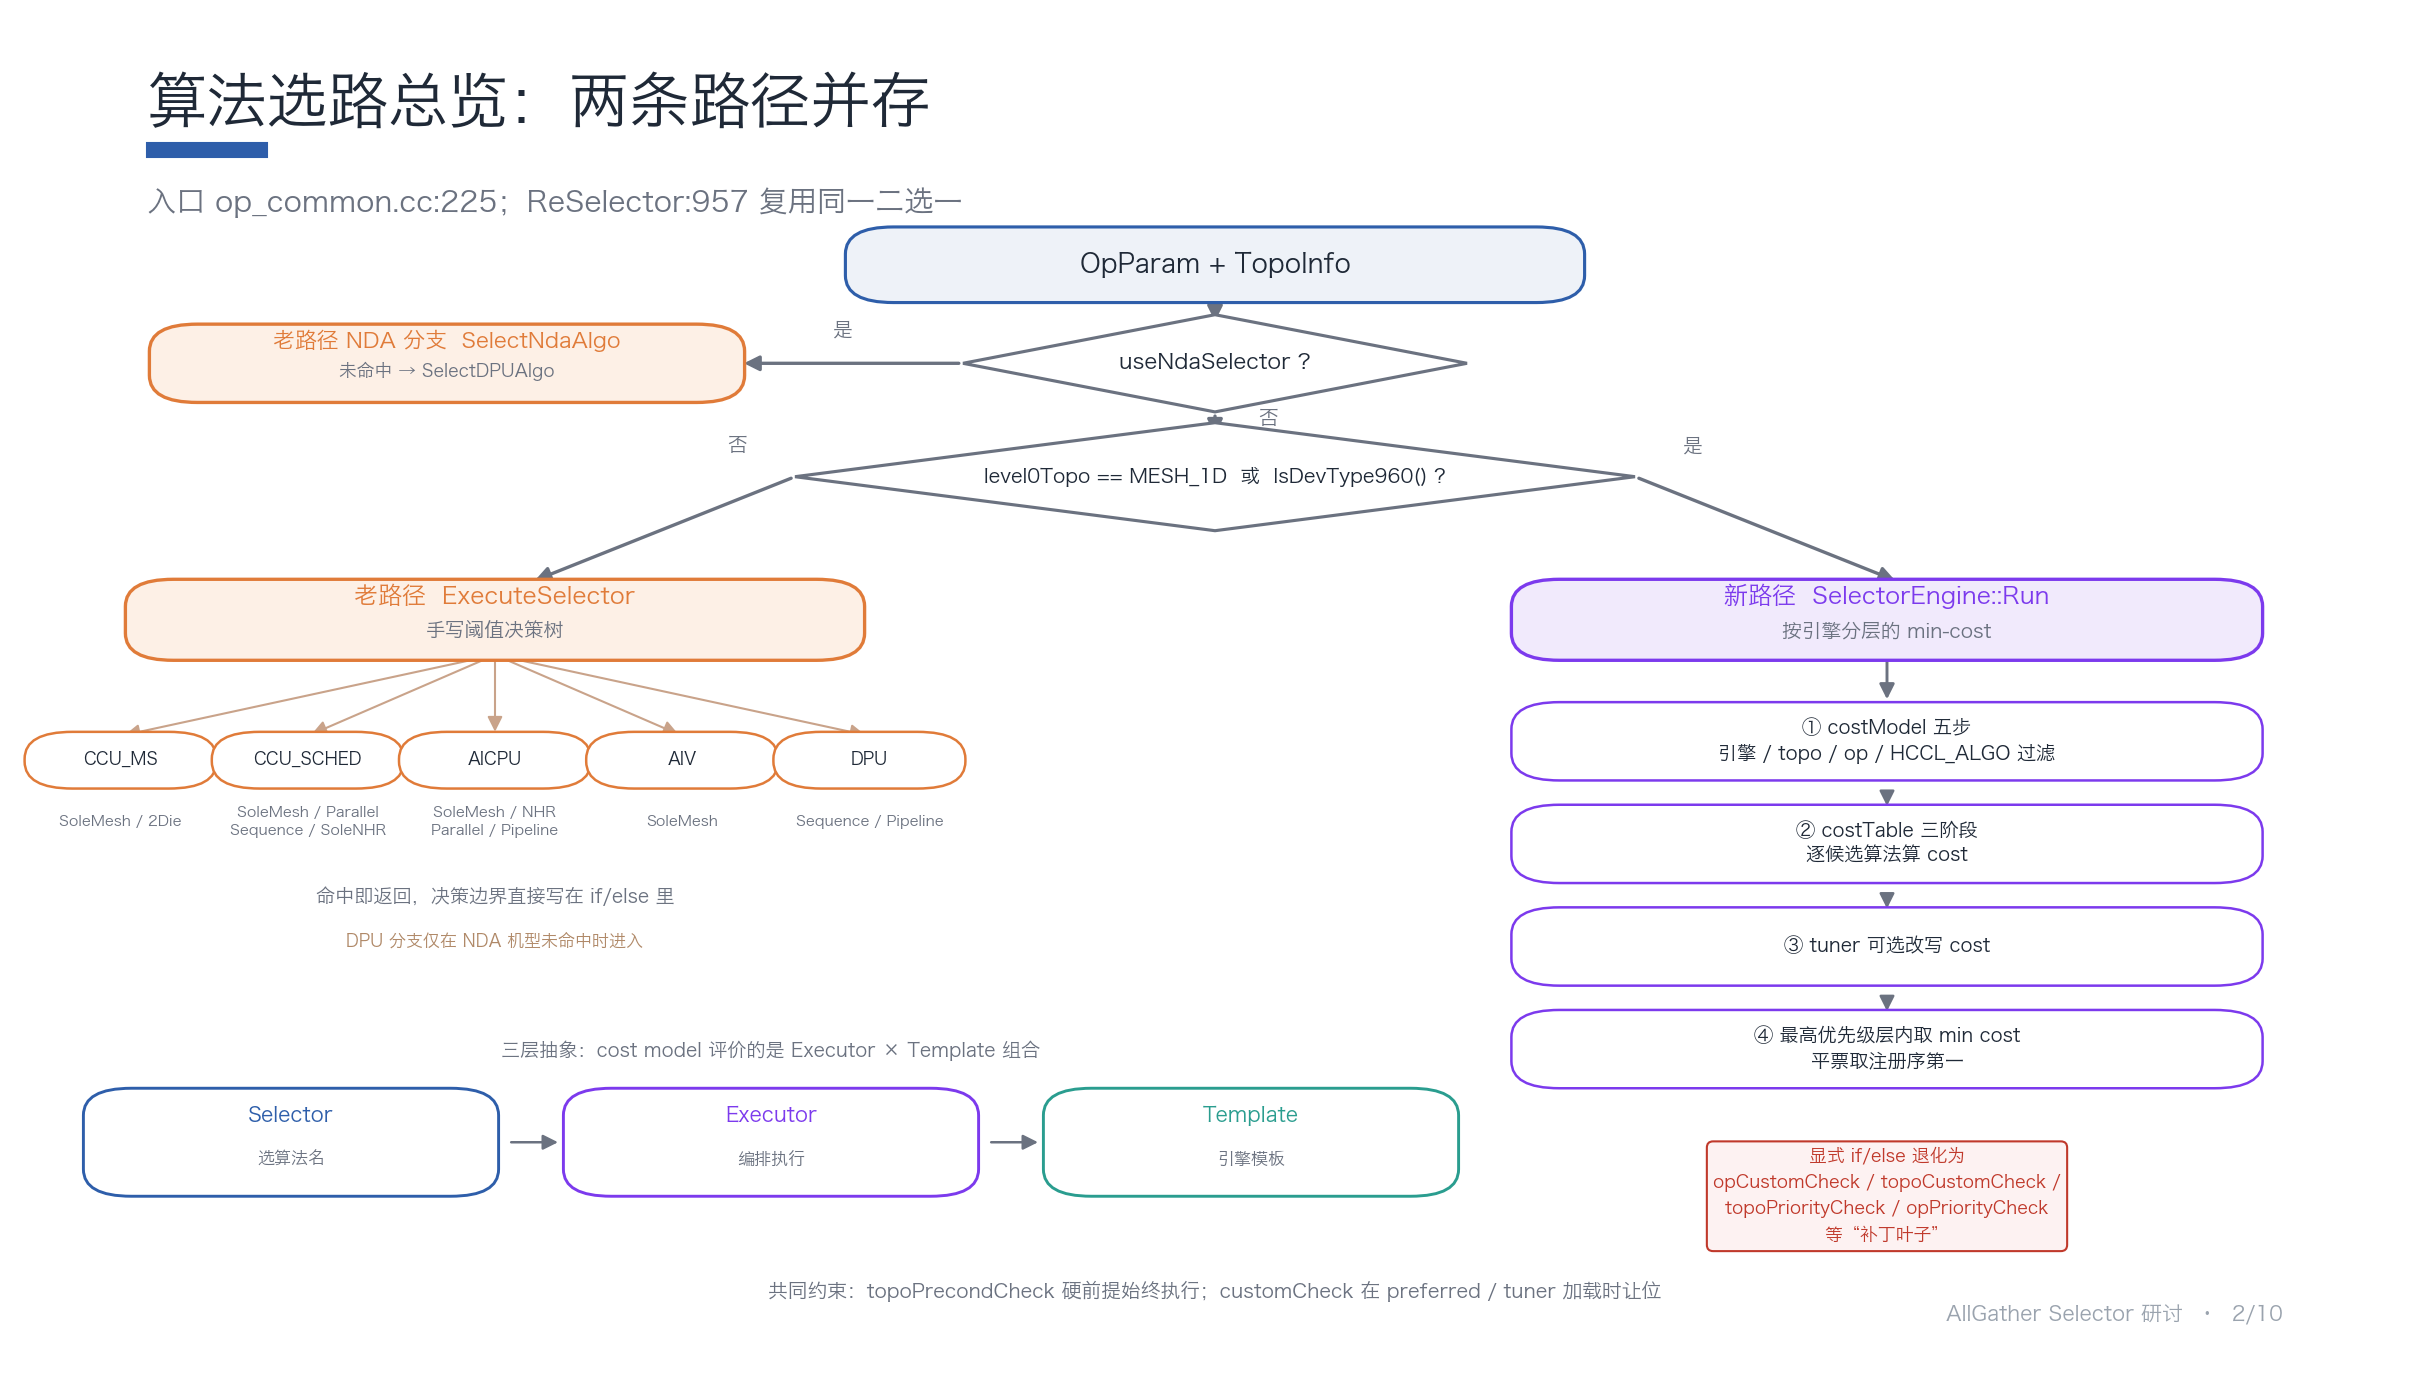 算法选路总览：两条路径并存
入口 op_common.cc:225；ReSelector:957 复用同一二选一
OpParam + TopoInfo
是
老路径 NDA 分支  SelectNdaAlgo
未命中 → SelectDPUAlgo
useNdaSelector ?
否
否
是
level0Topo == MESH_1D  或  IsDevType960() ?
老路径  ExecuteSelector
手写阈值决策树
新路径  SelectorEngine::Run
按引擎分层的 min-cost
CCU_MS
CCU_SCHED
AICPU
AIV
DPU
SoleMesh / 2Die
SoleMesh / Parallel
Sequence / SoleNHR
SoleMesh / NHR
Parallel / Pipeline
SoleMesh
Sequence / Pipeline
命中即返回，决策边界直接写在 if/else 里
DPU 分支仅在 NDA 机型未命中时进入
① costModel 五步
引擎 / topo / op / HCCL_ALGO 过滤
② costTable 三阶段
逐候选算法算 cost
③ tuner 可选改写 cost
④ 最高优先级层内取 min cost
平票取注册序第一
三层抽象：cost model 评价的是 Executor × Template 组合
Selector
选算法名
Executor
编排执行
Template
引擎模板
显式 if/else 退化为
opCustomCheck / topoCustomCheck /
topoPriorityCheck / opPriorityCheck
等“补丁叶子”
共同约束：topoPrecondCheck 硬前提始终执行；customCheck 在 preferred / tuner 加载时让位
AllGather Selector 研讨  ·  2/10